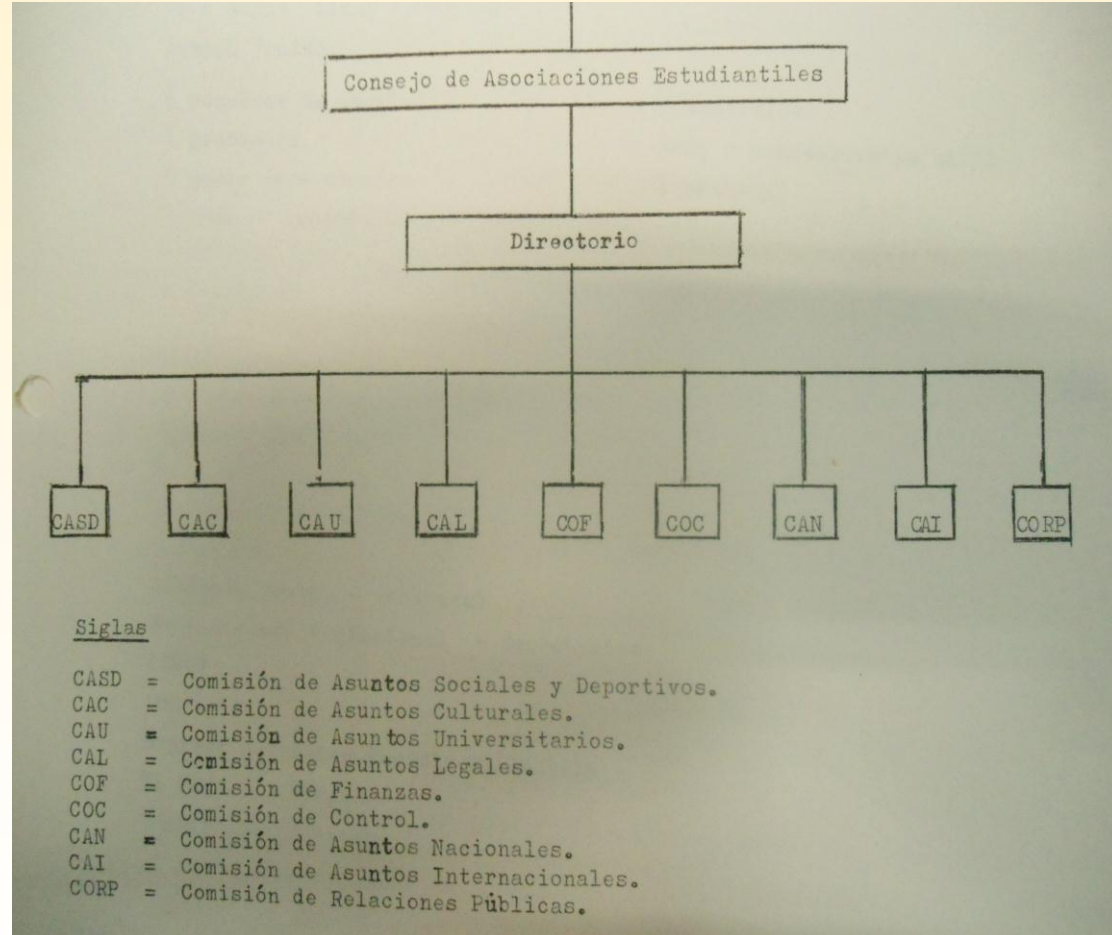 Consejo de Asociaciones Estudiantiles
Directorio
CASD CAC CAU CAL COF COC CAN CAI CORP
Siglas
CASD = Comisión de Asuntos Sociales y Deportivos.
CAC = Comisión de Asuntos Culturales.
CAU = Comisión de Asuntos Universitarios.
CAL = Comisión de Asuntos Legales.
COF = Comisión de Finanzas.
COC = Comisión de Control.
CAN = Comisión de Asuntos Nacionales.
CAI = Comisión de Asuntos Internacionales.
CORP = Comisión de Relaciones Públicas.